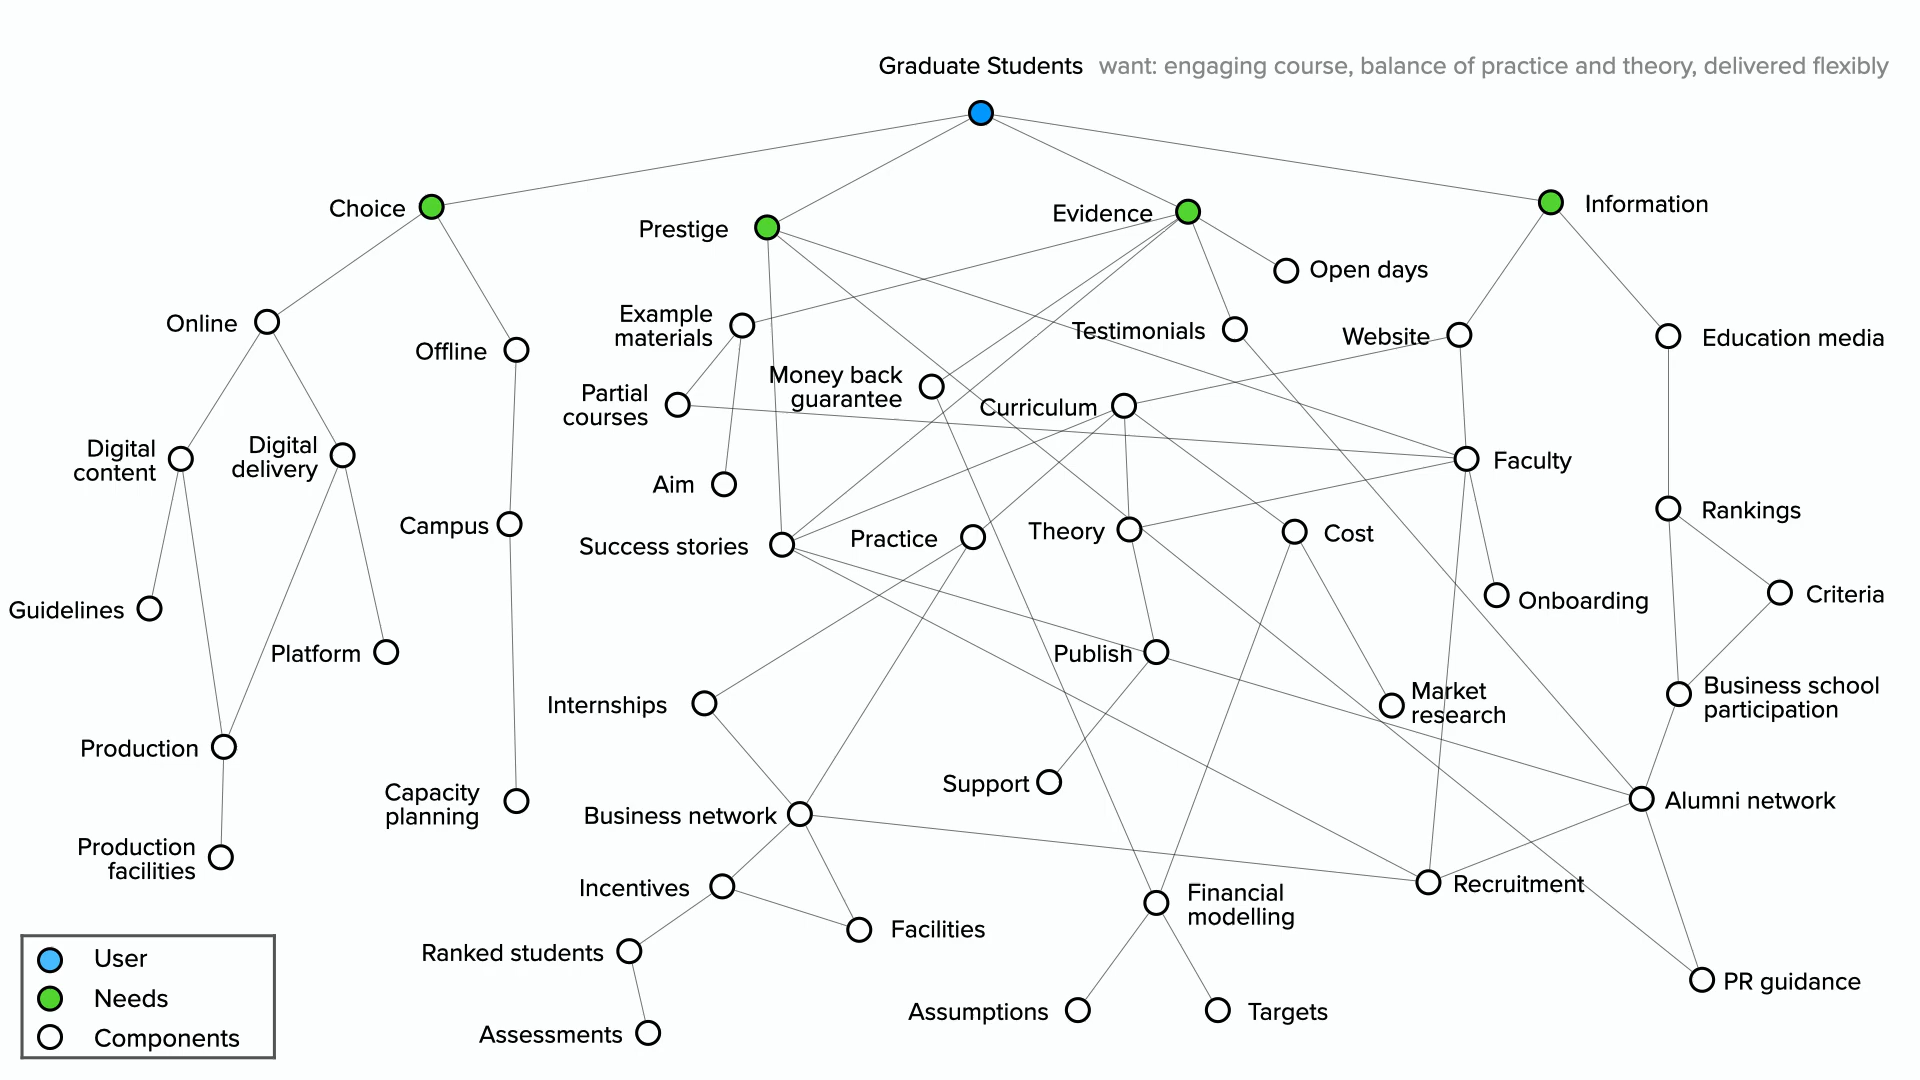 Graduate Students want: engaging course, balance of practice and theory, delivered flexibly
Choice
Prestige
Evidence
Information
Open days
Online
Offline
Example
materials
Testimonials
Website
Education media
Partial
courses
Money back
guarantee
Curriculum
Digital
content
Digital
delivery
Aim
Faculty
Campus
Success stories
Practice
Theory
Cost
Rankings
Guidelines
Platform
Onboarding
Criteria
Internships
Publish
Market
research
Business school
participation
Production
Capacity
planning
Business network
Support
Alumni network
Production
facilities
Incentives
Facilities
Financial
modelling
Recruitment
Ranked students
Assessments
Assumptions
Targets
PR guidance
User
Needs
Components